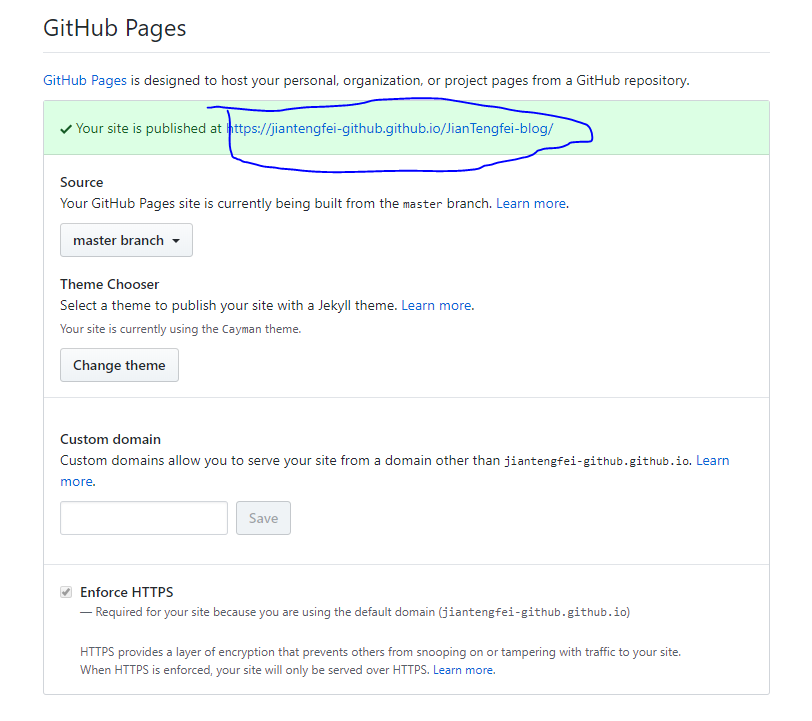 GitHub Pages
GitHub Pages is designed to host your personal, organization, or project pages from a GitHub repository.
Your site is published at https://jiantengfei-github.github.io/JianTengfei-blog/
Source
Your GitHub Pages site is currently being built from the master branch. Learn more.
master branch
Theme Chooser
Select a theme to publish your site with a Jekyll theme. Learn more.
Your site is currently using the Cayman theme.
Change theme
Custom domain
Custom domains allow you to serve your site from a domain other than jiantengfei-github.github.io. Learn
more.
Save
Enforce HTTPS
— Required for your site because you are using the default domain (jiantengfei-github.github.io)
HTTPS provides a layer of encryption that prevents others from snooping on or tampering with traffic to your site.
When HTTPS is enforced, your site will only be served over HTTPS. Learn more.